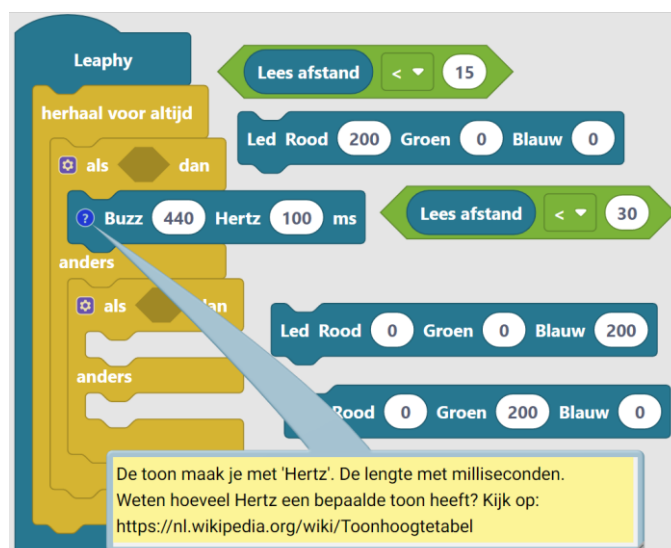 Leaphy
Lees afstand < 15
herhaal voor altijd
Led Rood 200 Groen 0 Blauw 0
als dan
? Buzz 440 Hertz 100 ms
Lees afstand < 30
anders
als
Led Rood 0 Groen 0 Blauw 200
anders
Rood 0 Groen 200 Blauw 0
De toon maak je met 'Hertz'. De lengte met milliseconden.
Weten hoeveel Hertz een bepaalde toon heeft? Kijk op:
https://nl.wikipedia.org/wiki/Toonhoogtetabel